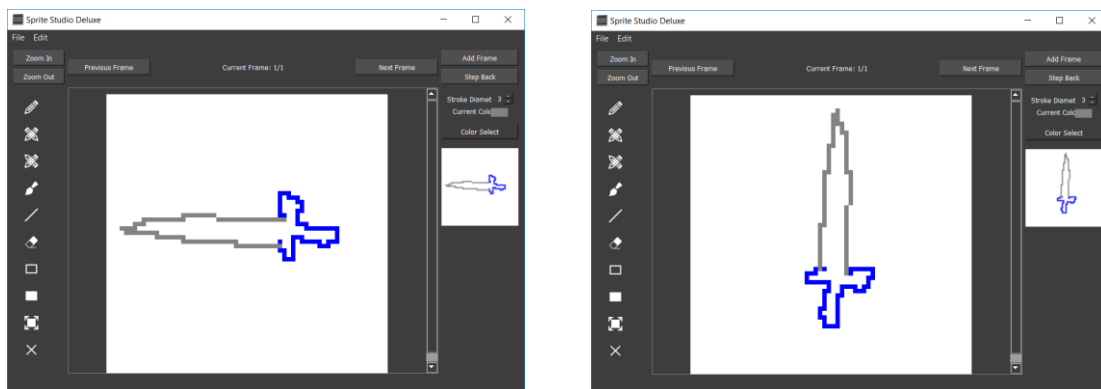 Sprite Studio Deluxe
File Edit
Zoom In
Zoom Out
Previous Frame
Current Frame: 1/1
Next Frame
Add Frame
Step Back
Stroke Diamet 3
Current Colo
Color Select
Sprite Studio Deluxe
File Edit
Zoom In
Zoom Out
Previous Frame
Current Frame: 1/1
Next Frame
Add Frame
Step Back
Stroke Diamet 3
Current Colo
Color Select